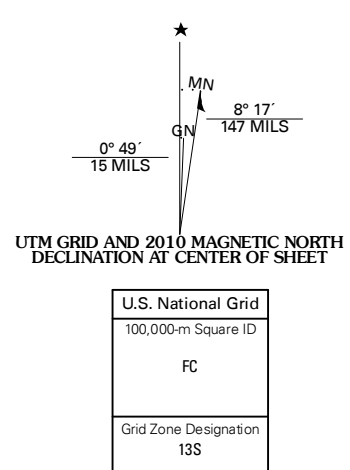 ★
MN
8° 17´
147 MILS
GN
0° 49´
15 MILS
UTM GRID AND 2010 MAGNETIC NORTH
DECLINATION AT CENTER OF SHEET
U.S. National Grid
100,000-m Square ID
FC
Grid Zone Designation
13S